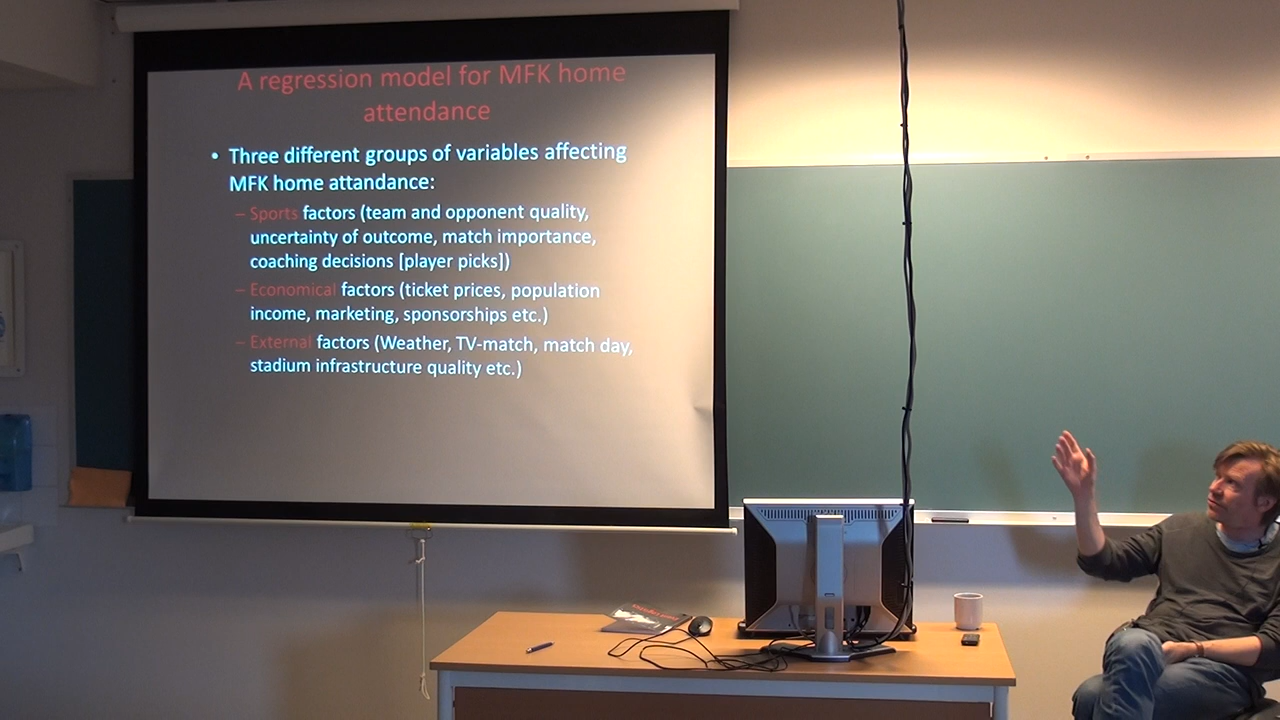 A regression model for MFK home
attendance
• Three different groups of variables affecting
MFK home attandance:
– Sports factors (team and opponent quality,
uncertainty of outcome, match importance,
coaching decisions [player picks])
– Economical factors (ticket prices, population
income, marketing, sponsorships etc.)
– External factors (Weather, TV-match, match day,
stadium infrastructure quality etc.)